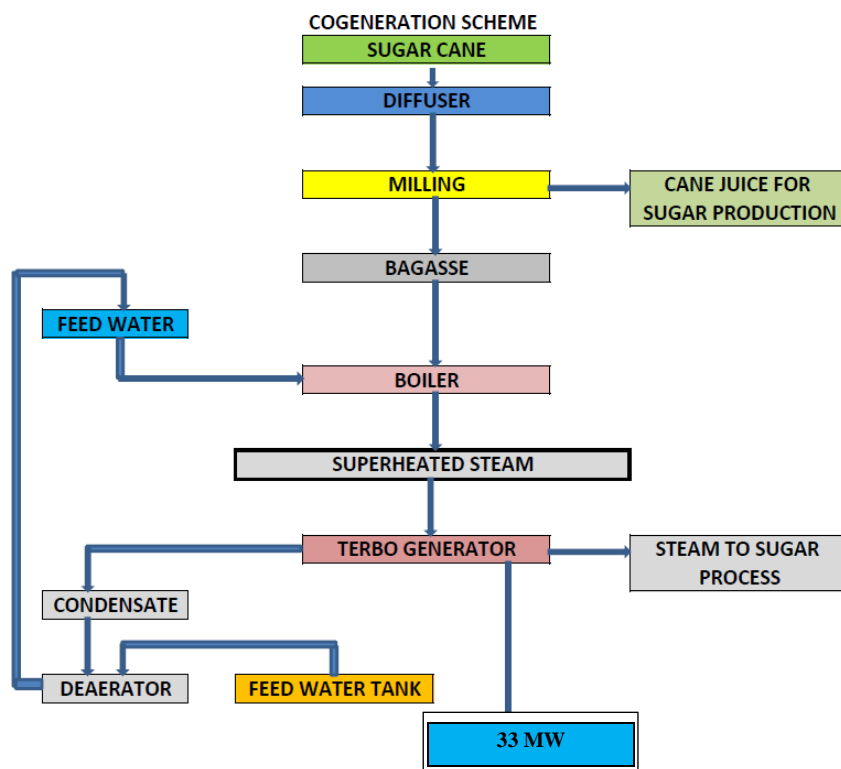 COGENERATION SCHEME
SUGAR CANE
DIFFUSER
MILLING
CANE JUICE FOR
SUGAR PRODUCTION
BAGASSE
FEED WATER
BOILER
SUPERHEATED STEAM
TERBO GENERATOR
STEAM TO SUGAR
PROCESS
CONDENSATE
DEAERATOR
FEED WATER TANK
33 MW